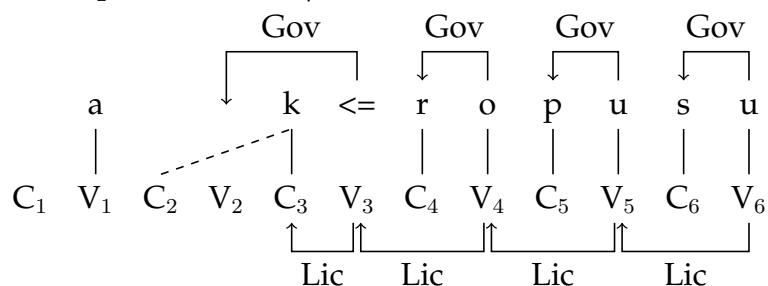 Gov Gov Gov Gov
a k <= r o p u s u
C₁ V₁ C₂ V₂ C₃ V₃ C₄ V₄ C₅ V₅ C₆ V₆
Lic Lic Lic Lic